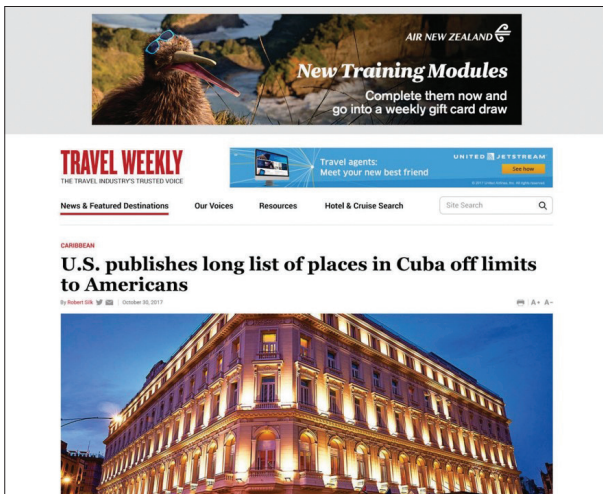 AIR NEW ZEALAND
New Training Modules
Complete them now and
go into a weekly gift card draw
TRAVEL WEEKLY
THE TRAVEL INDUSTRY'S TRUSTED VOICE
Travel agents:
Meet your new best friend
UNITED JETSTREAM
See how
News & Featured Destinations
Our Voices
Resources
Hotel & Cruise Search
Site Search
CARIBBEAN
U.S. publishes long list of places in Cuba off limits
to Americans
By Robert Silk
October 30, 2017
A+
A-